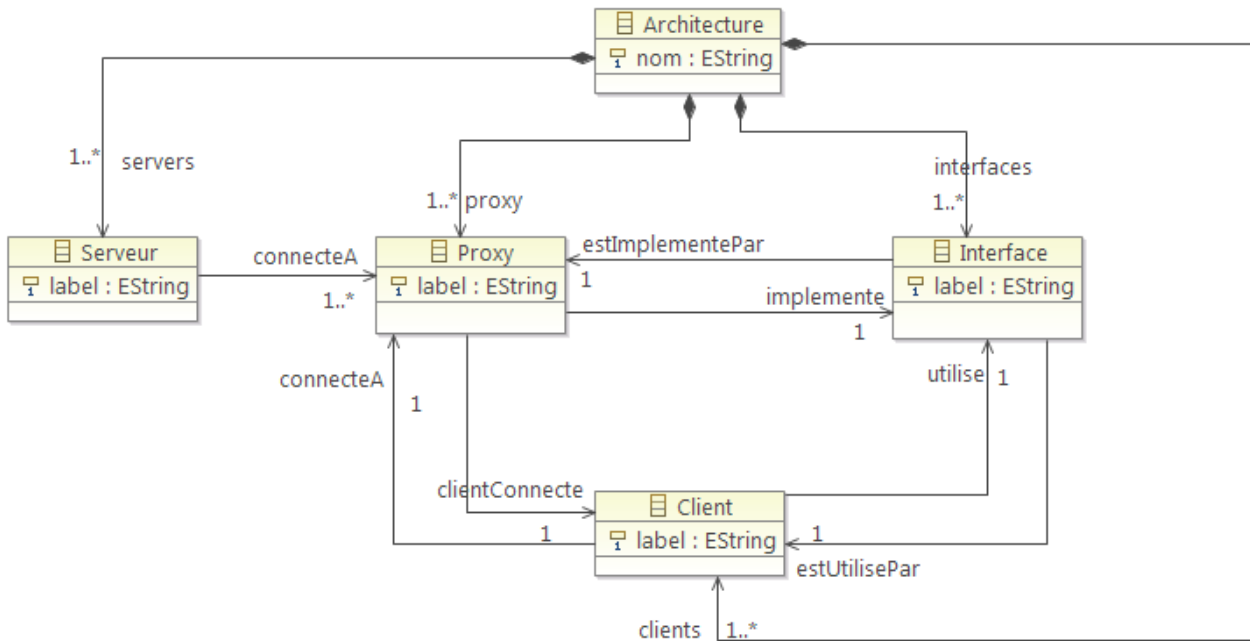 Architecture
nom : EString
1..*
servers
interfaces
1..*
proxy
1..*
Serveur
label : EString
connecteA
1..*
Proxy
label : EString
estImplementePar
1
implemente
1
Interface
label : EString
connecteA
1
utilise
1
clientConnecte
1
Client
label : EString
1
estUtilisePar
clients
1..*